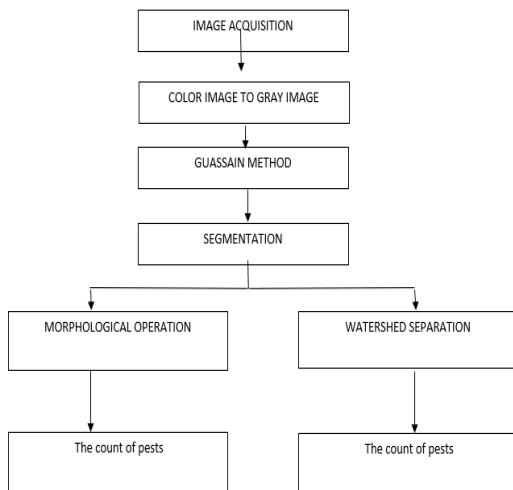 IMAGE ACQUISITION
COLOR IMAGE TO GRAY IMAGE
GUASSAIN METHOD
SEGMENTATION
MORPHOLOGICAL OPERATION
WATERSHED SEPARATION
The count of pests
The count of pests